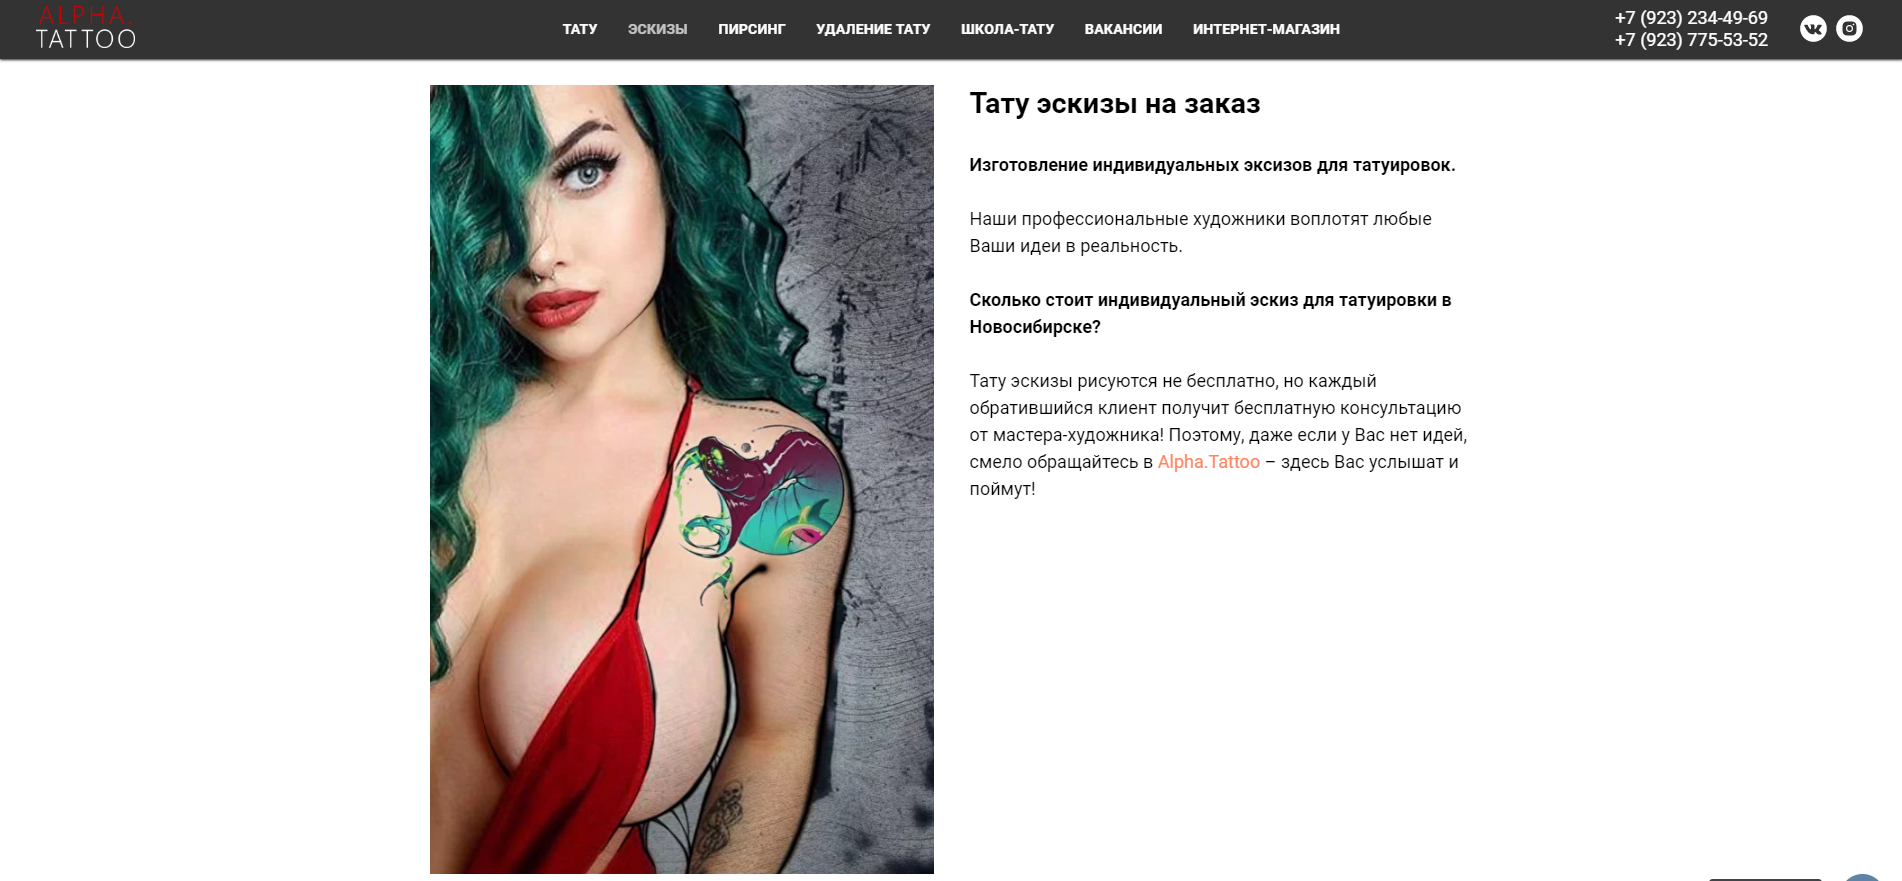 ALPHA.
TATTOO
ТАТУ ЭСКИЗЫ ПИРСИНГ УДАЛЕНИЕ ТАТУ ШКОЛА-ТАТУ ВАКАНСИИ ИНТЕРНЕТ-МАГАЗИН
+7 (923) 234-49-69
+7 (923) 775-53-52
Тату эскизы на заказ
Изготовление индивидуальных эксизов для татуировок.
Наши профессиональные художники воплотят любые
Ваши идеи в реальность.
Сколько стоит индивидуальный эскиз для татуировки в
Новосибирске?
Тату эскизы рисуются не бесплатно, но каждый
обратившийся клиент получит бесплатную консультацию
от мастера-художника! Поэтому, даже если у Вас нет идей,
смело обращайтесь в Alpha.Tattoo – здесь Вас услышат и
поймут!